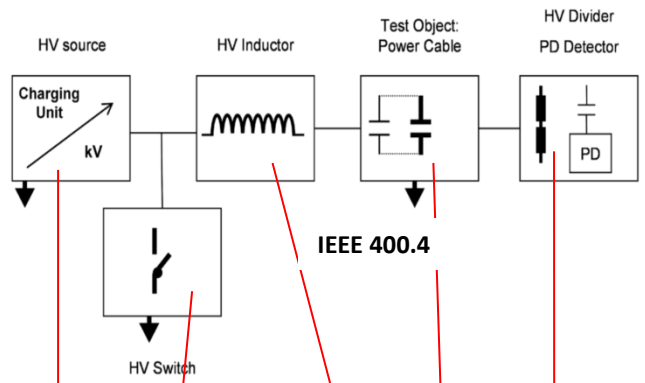 HV source
HV Inductor
Test Object:
Power Cable
HV Divider
PD Detector
Charging
Unit
kV
PD
IEEE 400.4
HV Switch